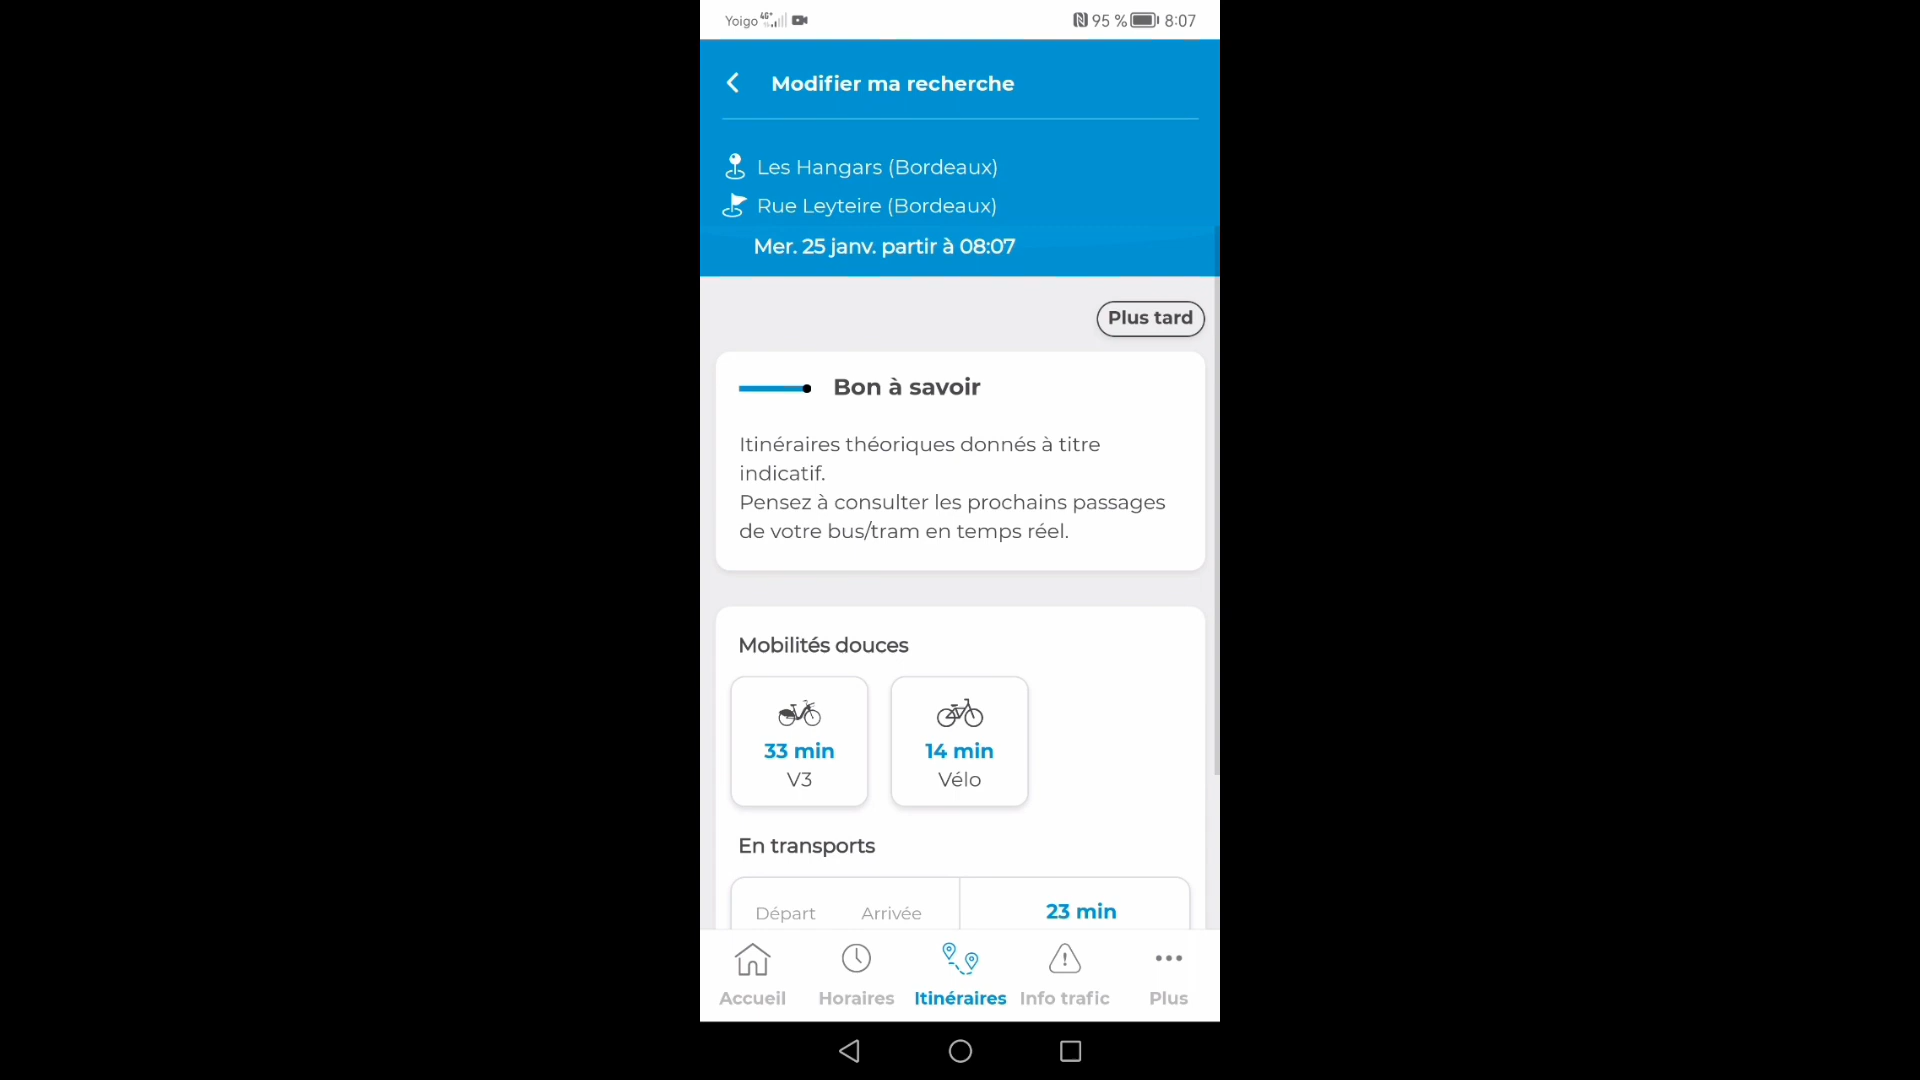 Yoigo 4G+ 95 % 8:07
Modifier ma recherche
Les Hangars (Bordeaux)
Rue Leyteire (Bordeaux)
Mer. 25 janv. partir à 08:07
Plus tard
Bon à savoir
Itinéraires théoriques donnés à titre
indicatif.
Pensez à consulter les prochains passages
de votre bus/tram en temps réel.
Mobilités douces
33 min
V3
14 min
Vélo
En transports
Départ Arrivée 23 min
Accueil Horaires Itinéraires Info trafic Plus